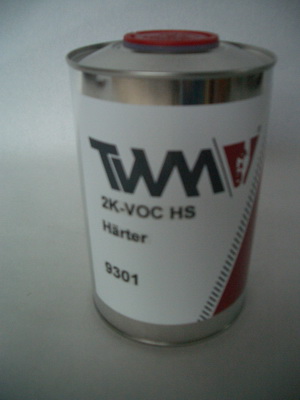 TWM
2K-VOC HS
Härter
9301